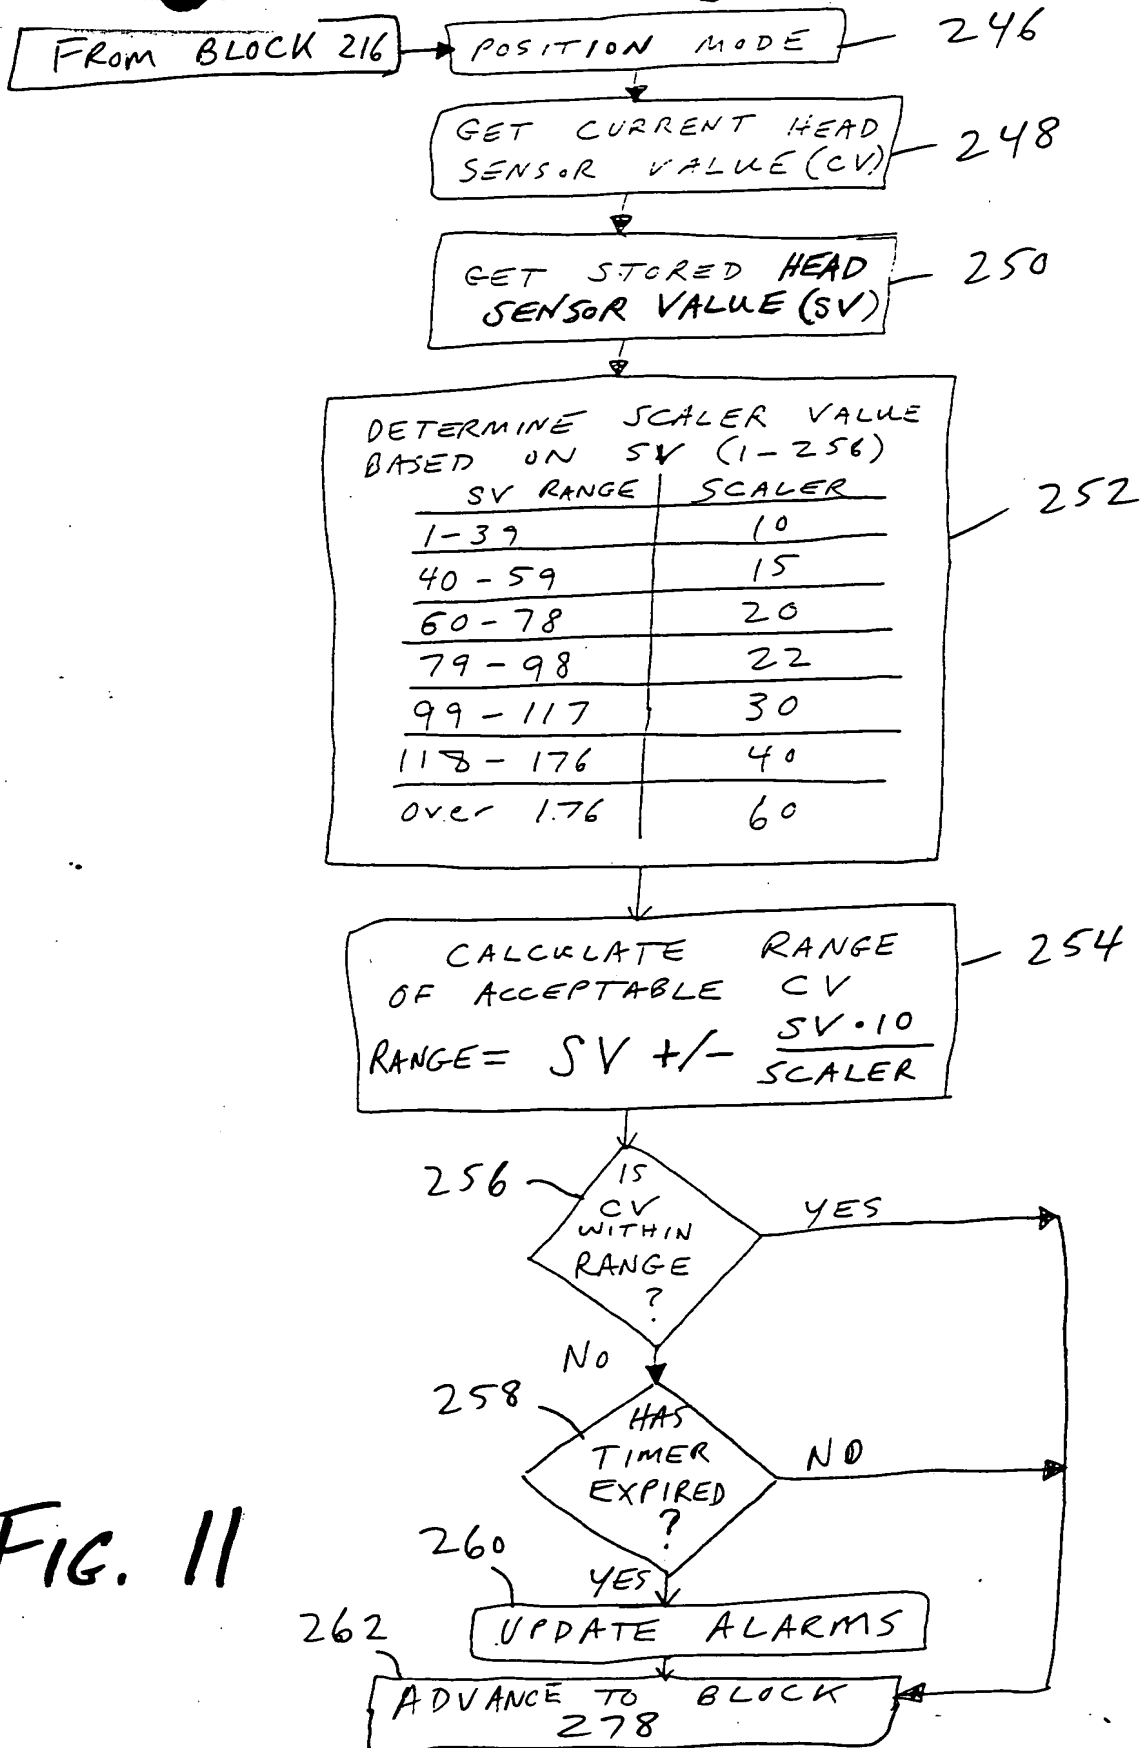 FROM BLOCK 216
POSITION MODE
246
GET CURRENT HEAD
SENSOR VALUE (CV)
248
GET STORED HEAD
SENSOR VALUE (SV)
250
DETERMINE SCALER VALUE
BASED ON SV (1-256)
SV RANGE SCALER
1-39 10
40-59 15
60-78 20
79-98 22
99-117 30
118-176 40
over 176 60
252
CALCULATE RANGE
OF ACCEPTABLE CV
RANGE= SV +/- SV·10
SCALER
254
256
IS
CV
WITHIN
RANGE
?
YES
NO
258
HAS
TIMER
EXPIRED
?
NO
YES
260
UPDATE ALARMS
262
ADVANCE TO BLOCK
278
FIG. 11